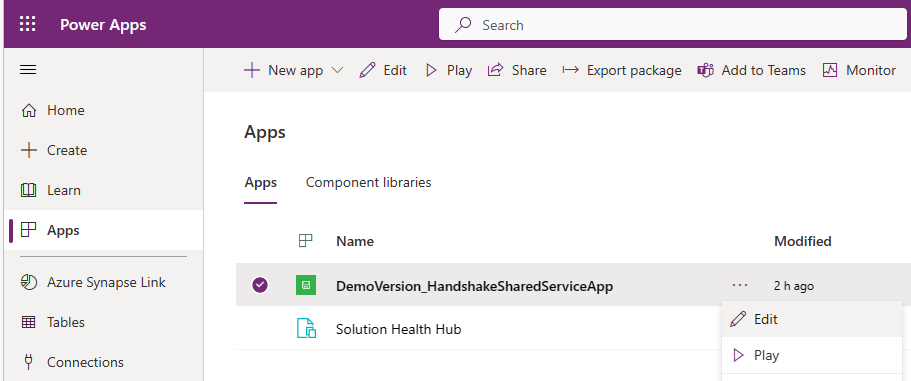 Power Apps
Search
New app
Edit
Play
Share
Export package
Add to Teams
Monitor
Home
Create
Learn
Apps
Azure Synapse Link
Tables
Connections
Apps
Apps
Component libraries
Name
Modified
DemoVersion_HandshakeSharedServiceApp
...
2 h ago
Solution Health Hub
Edit
Play